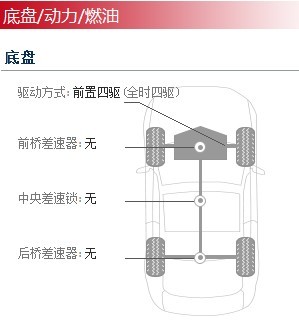 底盘/动力/燃油
底盘
驱动方式: 前置四驱(全时四驱)
前桥差速器: 无
中央差速锁: 无
后桥差速器: 无